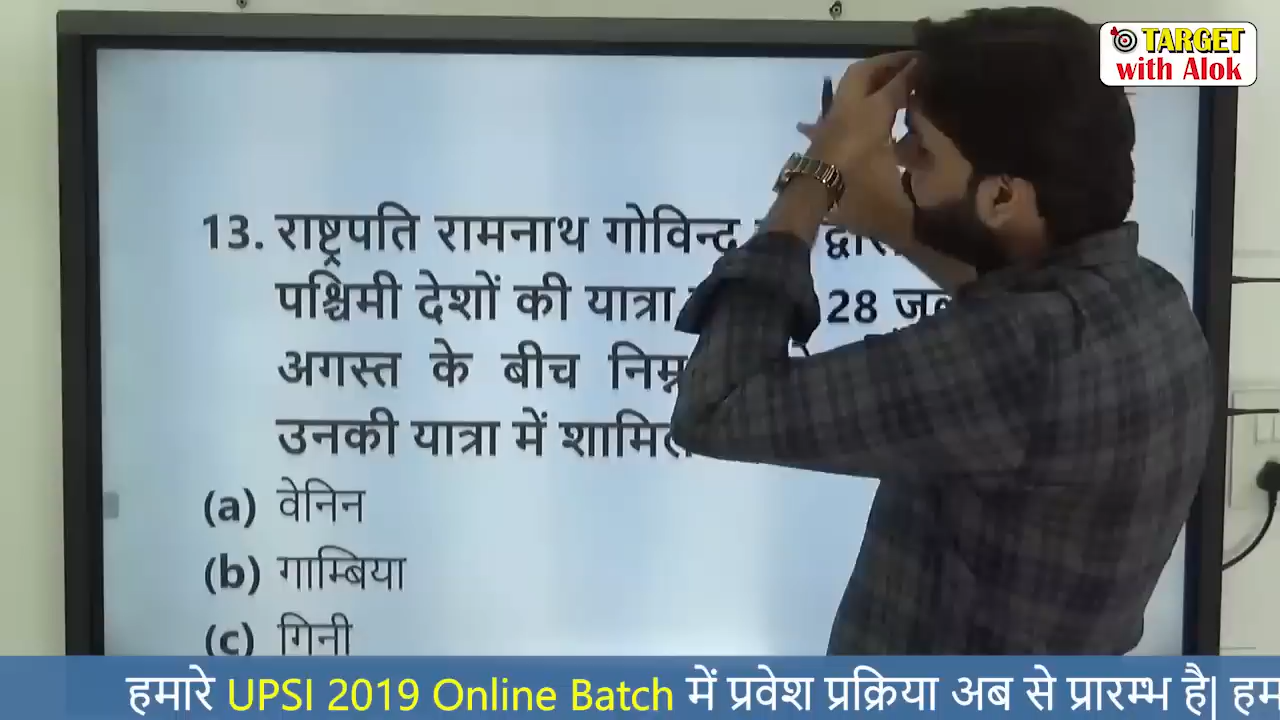 TARGET
with Alok
13. राष्ट्रपति रामनाथ गोविन्द
पश्चिमी देशों की यात्रा 28
अगस्त के बीच
उनकी यात्रा में
(a) वेनिन
(b) गाम्बिया
(c) गिनी
हमारे UPSI 2019 Online Batch में प्रवेश प्रक्रिया अब से प्रारम्भ है| हम